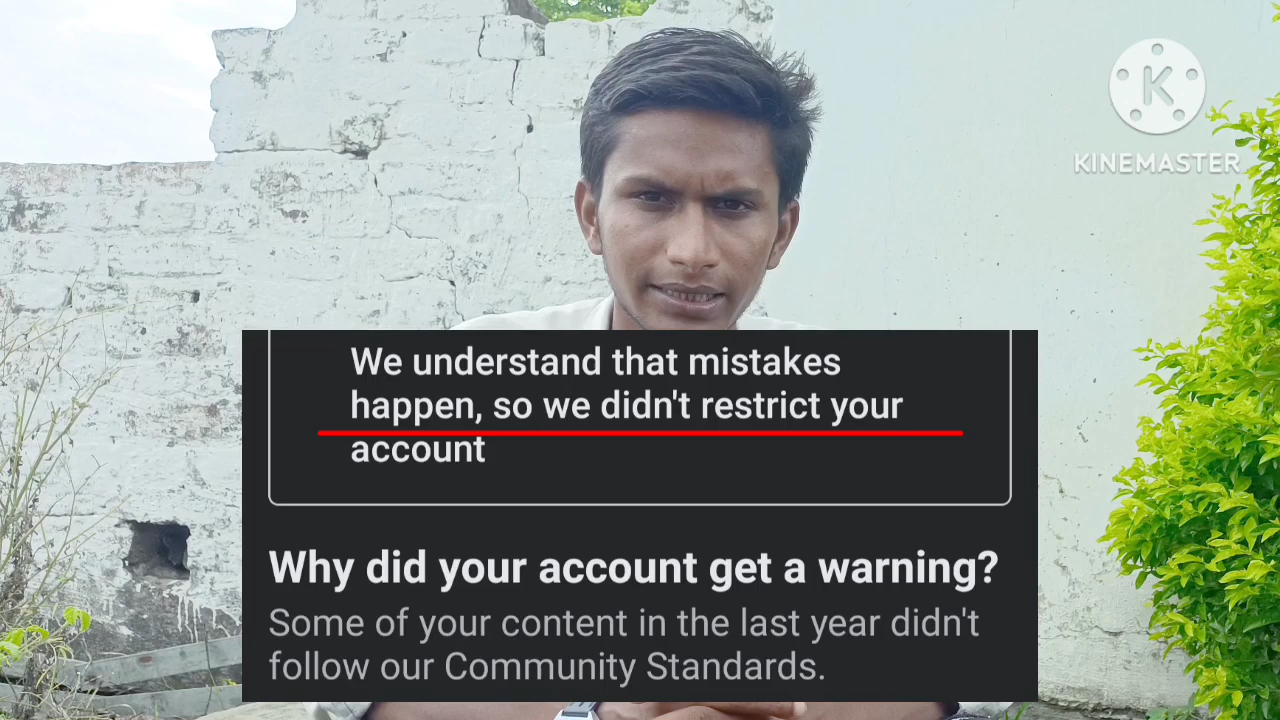 K
KINEMASTER
We understand that mistakes
happen, so we didn't restrict your
account
Why did your account get a warning?
Some of your content in the last year didn't
follow our Community Standards.